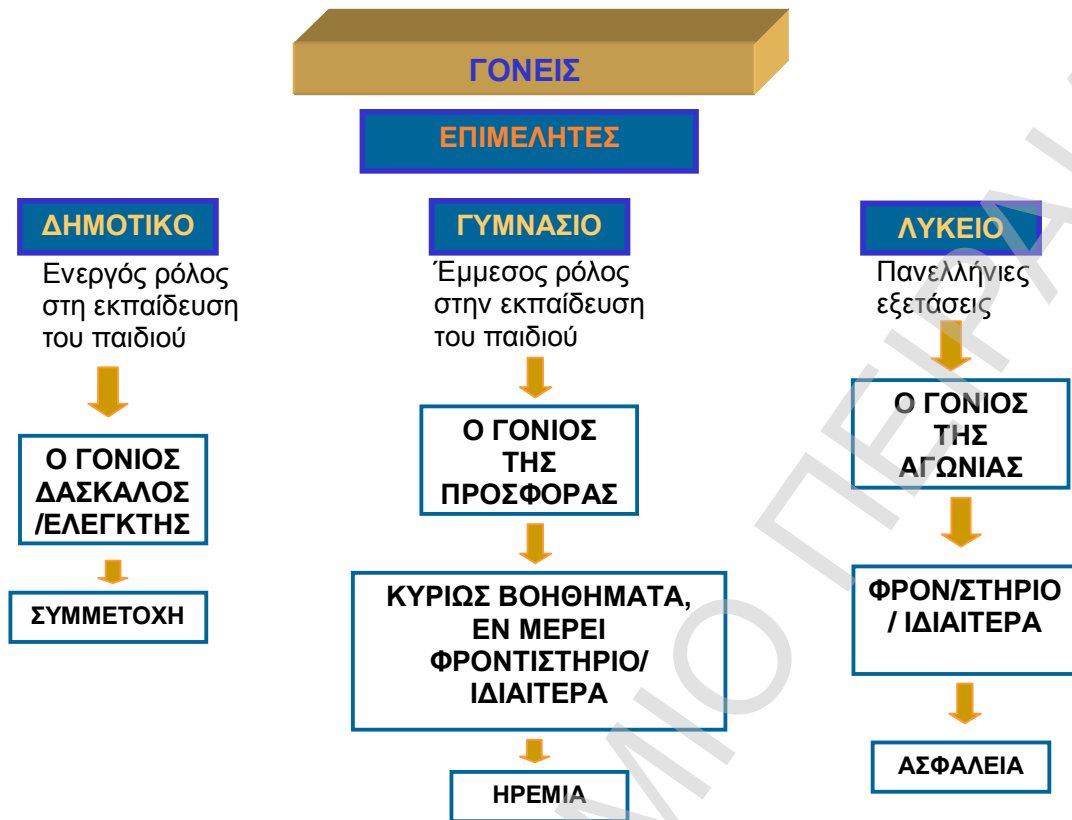 ΓΟΝΕΙΣ
ΕΠΙΜΕΛΗΤΕΣ
ΔΗΜΟΤΙΚΟ
Ενεργός ρόλος
στη εκπαίδευση
του παιδιού
Ο ΓΟΝΙΟΣ
ΔΑΣΚΑΛΟΣ
/ΕΛΕΓΚΤΗΣ
ΣΥΜΜΕΤΟΧΗ
ΓΥΜΝΑΣΙΟ
Έμμεσος ρόλος
στην εκπαίδευση
του παιδιού
Ο ΓΟΝΙΟΣ
ΤΗΣ
ΠΡΟΣΦΟΡΑΣ
ΚΥΡΙΩΣ ΒΟΗΘΗΜΑΤΑ,
ΕΝ ΜΕΡΕΙ
ΦΡΟΝΤΙΣΤΗΡΙΟ/
ΙΔΙΑΙΤΕΡΑ
ΗΡΕΜΙΑ
ΛΥΚΕΙΟ
Πανελλήνιες
εξετάσεις
Ο ΓΟΝΙΟΣ
ΤΗΣ
ΑΓΩΝΙΑΣ
ΦΡΟΝ/ΣΤΗΡΙΟ
/ ΙΔΙΑΙΤΕΡΑ
ΑΣΦΑΛΕΙΑ